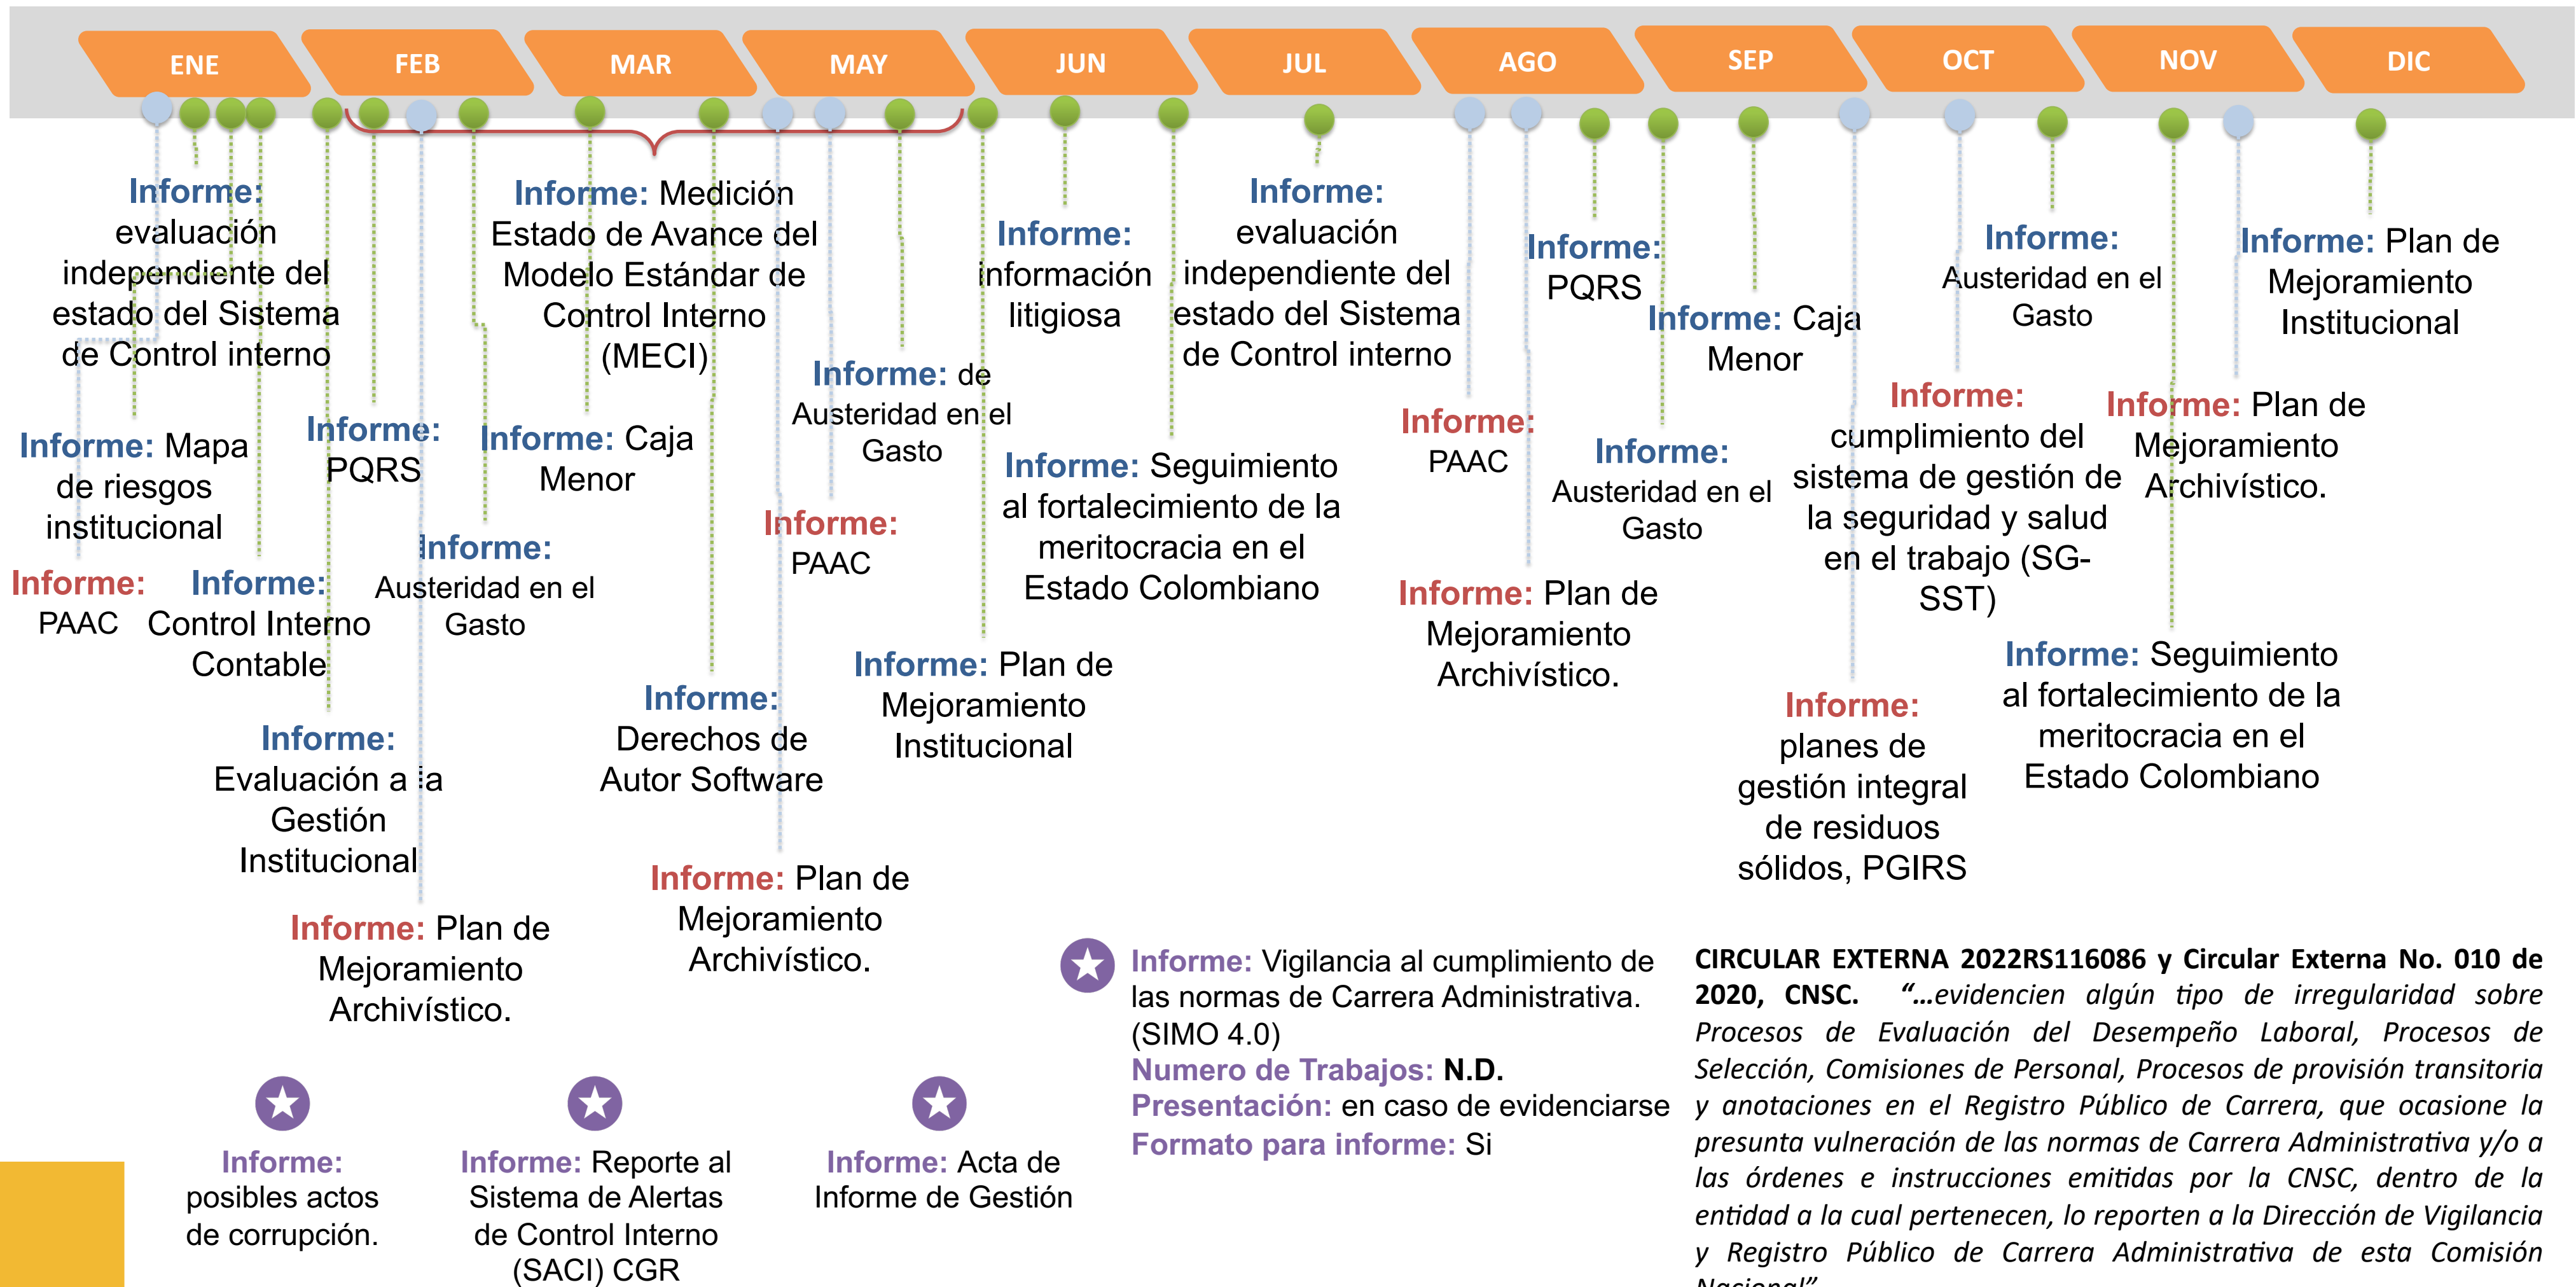 ENE
FEB
MAR
MAY
JUN
JUL
AGO
SEP
OCT
NOV
DIC
Informe:
evaluación
independiente del
estado del Sistema
de Control interno
Informe: Mapa
de riesgos
institucional
Informe:
PAAC
Informe:
Control Interno
Contable
Informe:
Evaluación a la
Gestión
Institucional
Informe:
PQRS
Informe: Plan de
Mejoramiento
Archivístico.
Informe:
Austeridad en el
Gasto
Informe: Medición
Estado de Avance del
Modelo Estándar de
Control Interno
(MECI)
Informe: Caja
Menor
Informe:
Derechos de
Autor Software
Informe: Plan de
Mejoramiento
Archivístico.
Informe: de
Austeridad en el
Gasto
Informe:
PAAC
Informe: Plan de
Mejoramiento
Institucional
Informe:
información
litigiosa
Informe: Seguimiento
al fortalecimiento de la
meritocracia en el
Estado Colombiano
Informe:
evaluación
independiente del
estado del Sistema
de Control interno
Informe:
PAAC
Informe: Plan de
Mejoramiento
Archivístico.
Informe:
PQRS
Informe:
Austeridad en el
Gasto
Informe: Caja
Menor
Informe:
planes de
gestión integral
de residuos
sólidos, PGIRS
Informe:
cumplimiento del
sistema de gestión de
la seguridad y salud
en el trabajo (SG-
SST)
Informe:
Austeridad en el
Gasto
Informe: Seguimiento
al fortalecimiento de la
meritocracia en el
Estado Colombiano
Informe: Plan de
Mejoramiento
Archivístico.
Informe: Plan de
Mejoramiento
Institucional
Informe:
posibles actos
de corrupción.
Informe: Reporte al
Sistema de Alertas
de Control Interno
(SACI) CGR
Informe: Acta de
Informe de Gestión
Informe: Vigilancia al cumplimiento de
las normas de Carrera Administrativa.
(SIMO 4.0)
Numero de Trabajos: N.D.
Presentación: en caso de evidenciarse
Formato para informe: Si
CIRCULAR EXTERNA 2022RS116086 y Circular Externa No. 010 de
2020, CNSC. “…evidencien algún tipo de irregularidad sobre
Procesos de Evaluación del Desempeño Laboral, Procesos de
Selección, Comisiones de Personal, Procesos de provisión transitoria
y anotaciones en el Registro Público de Carrera, que ocasione la
presunta vulneración de las normas de Carrera Administrativa y/o a
las órdenes e instrucciones emitidas por la CNSC, dentro de la
entidad a la cual pertenecen, lo reporten a la Dirección de Vigilancia
y Registro Público de Carrera Administrativa de esta Comisión
Nacional”